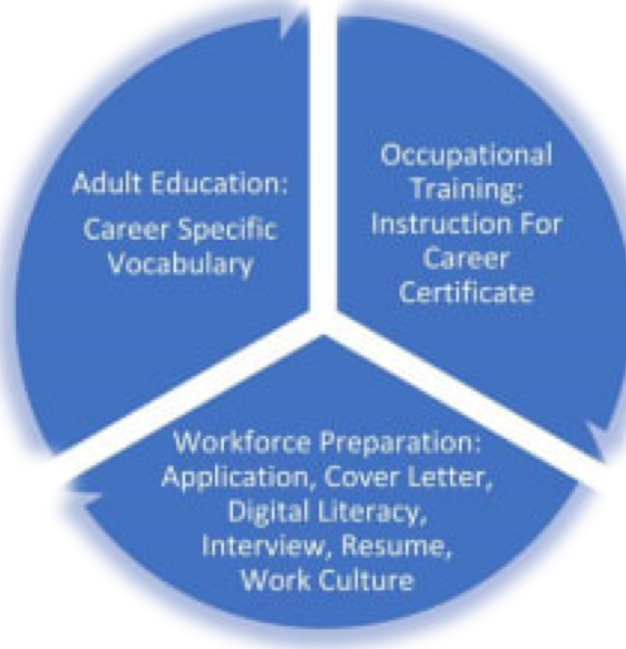 Adult Education:
Career Specific
Vocabulary
Occupational
Training:
Instruction For
Career
Certificate
Workforce Preparation:
Application, Cover Letter,
Digital Literacy,
Interview, Resume,
Work Culture